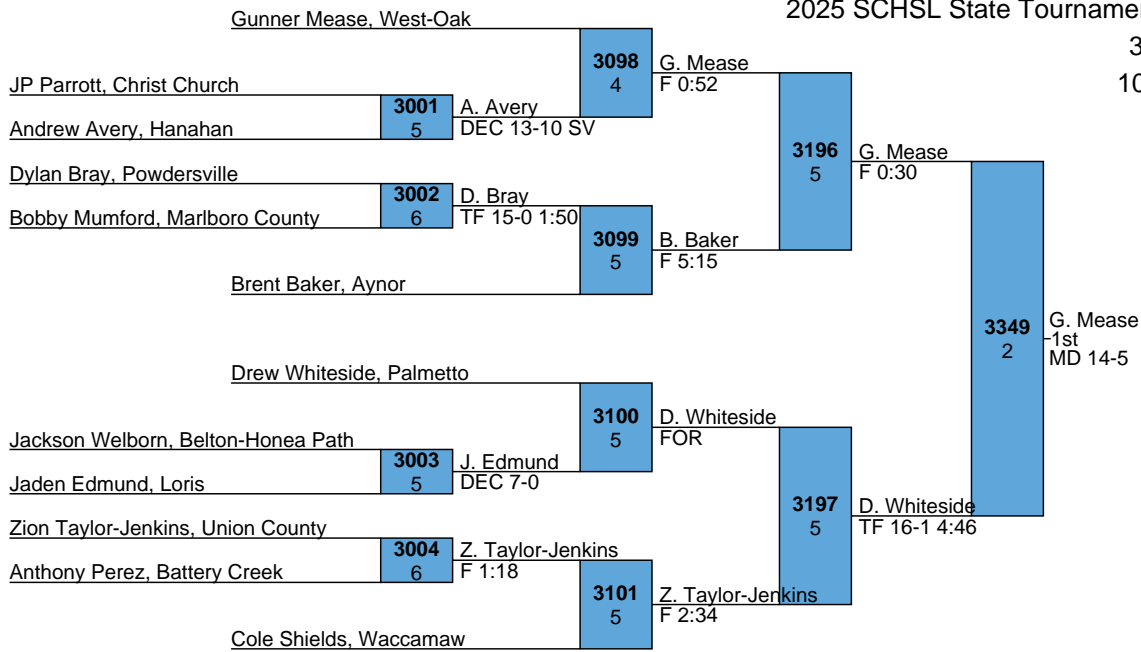 2025 SCHSL State Tournamen
3
10
Gunner Mease, West-Oak
3098
4
G. Mease
F 0:52
JP Parrott, Christ Church
3001
5
A. Avery
DEC 13-10 SV
Andrew Avery, Hanahan
3196
5
G. Mease
F 0:30
Dylan Bray, Powdersville
3002
6
D. Bray
TF 15-0 1:50
Bobby Mumford, Marlboro County
3099
5
B. Baker
F 5:15
Brent Baker, Aynor
3349
2
G. Mease
1st
MD 14-5
Drew Whiteside, Palmetto
3100
5
D. Whiteside
FOR
Jackson Welborn, Belton-Honea Path
3003
5
J. Edmund
DEC 7-0
Jaden Edmund, Loris
3197
5
D. Whiteside
TF 16-1 4:46
Zion Taylor-Jenkins, Union County
3004
6
Z. Taylor-Jenkins
F 1:18
Anthony Perez, Battery Creek
3101
5
Z. Taylor-Jenkins
F 2:34
Cole Shields, Waccamaw